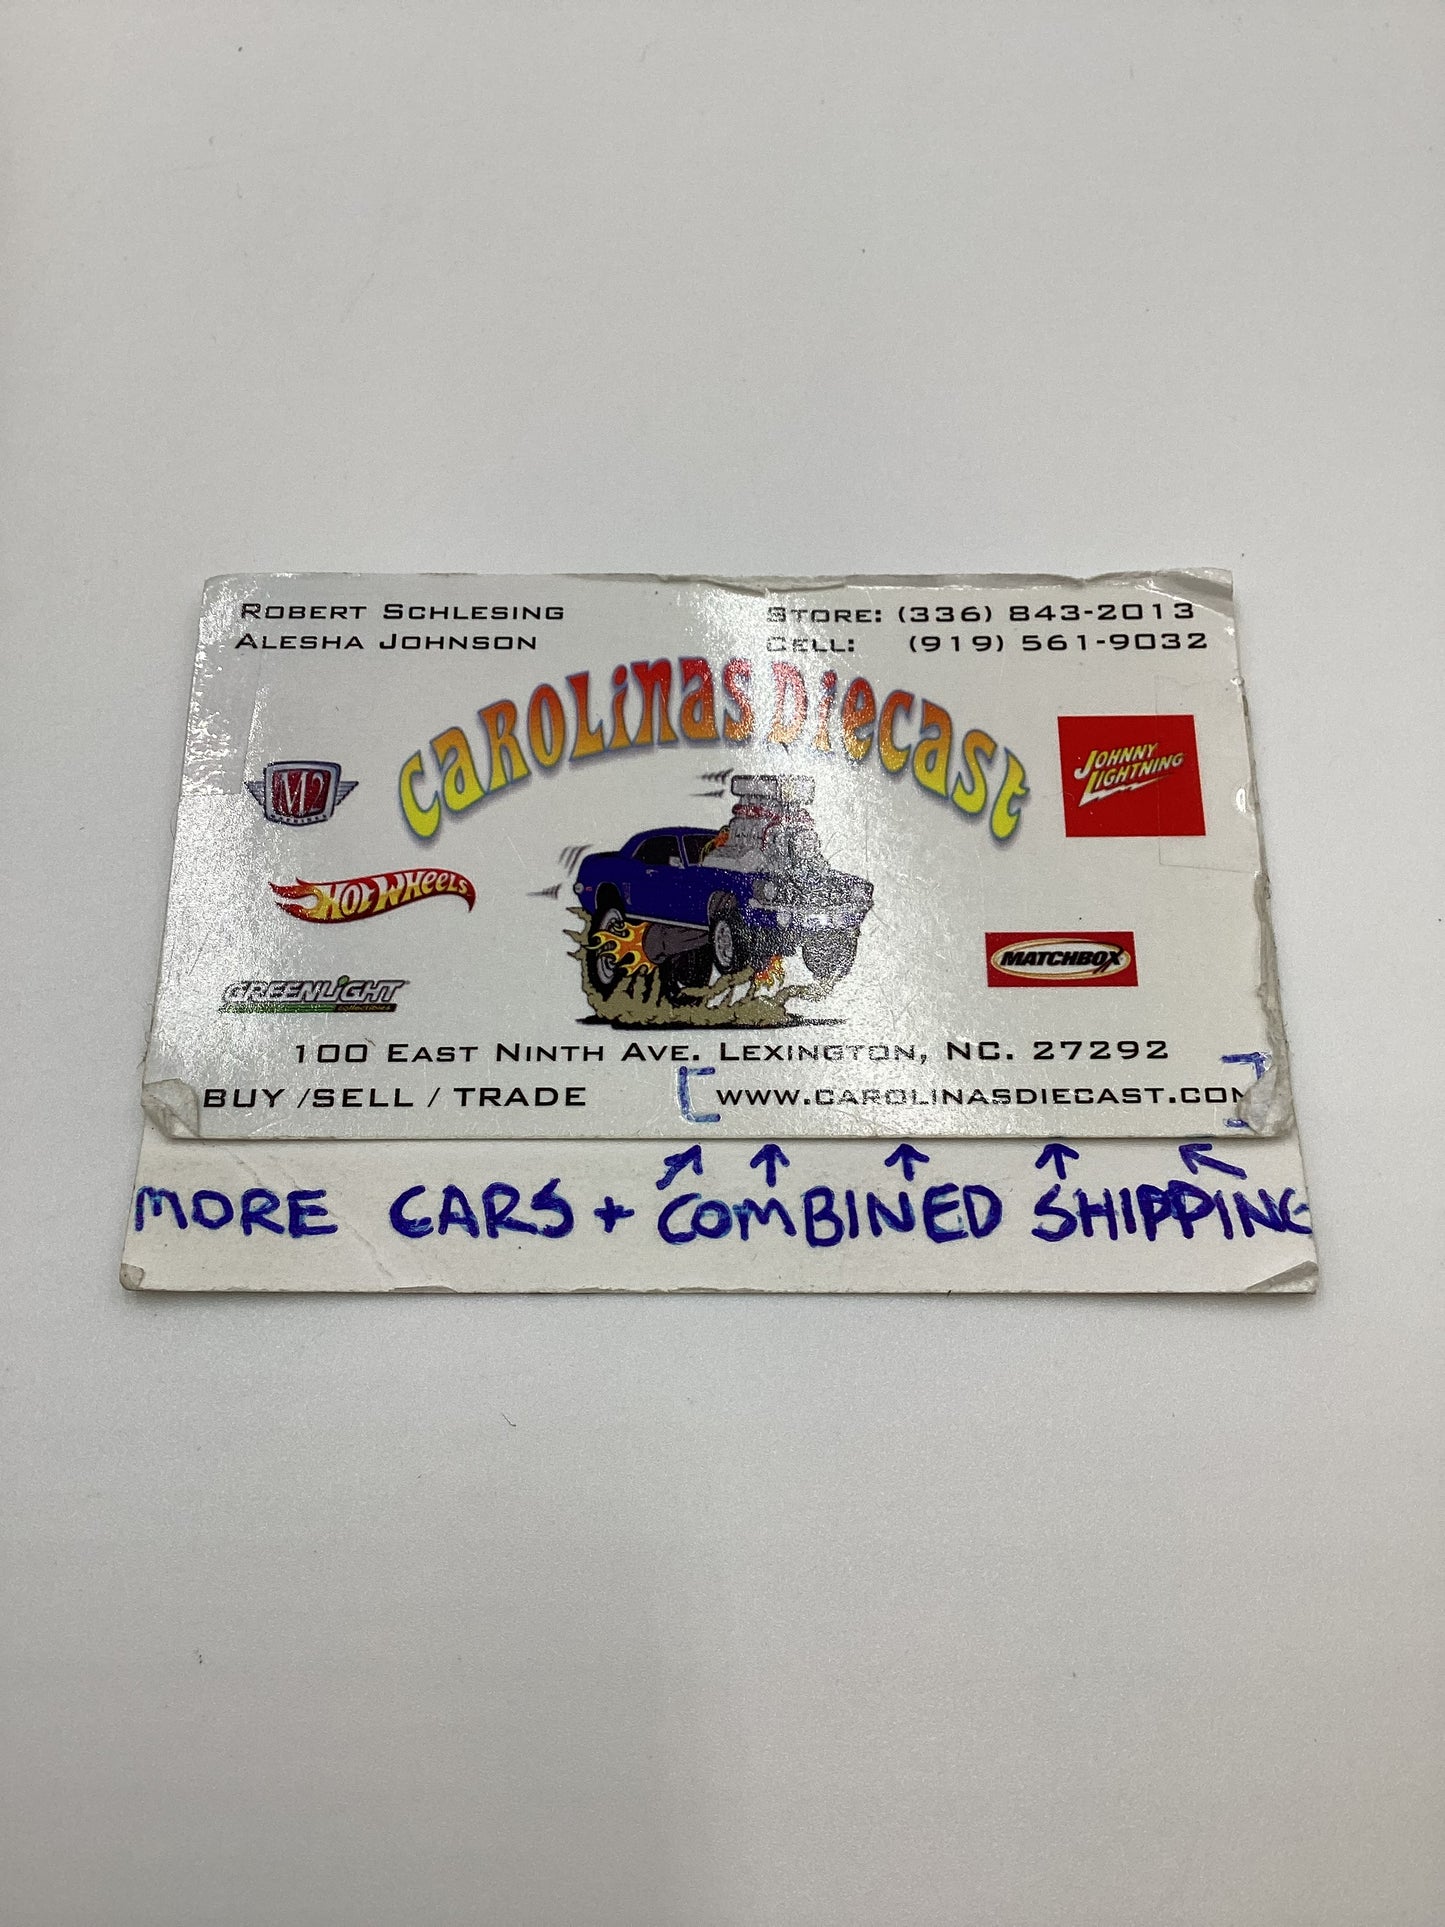 ROBERT SCHLESING
ALESHA JOHNSON
STORE: (336) 843-2013
CELL: (919) 561-9032
CAROLINAS DIECAST
M2
MACHINES
JOHNNY
LIGHTNING
HOT WHEELS
MATCHBOX
GREENLiGHT
collectibles
100 EAST NINTH AVE. LEXINGTON, NC. 27292
BUY /SELL / TRADE [ WWW.CAROLINASDIECAST.COM ]
↗ ↑ ↑ ↑ ↖
MORE CARS + COMBINED SHIPPING